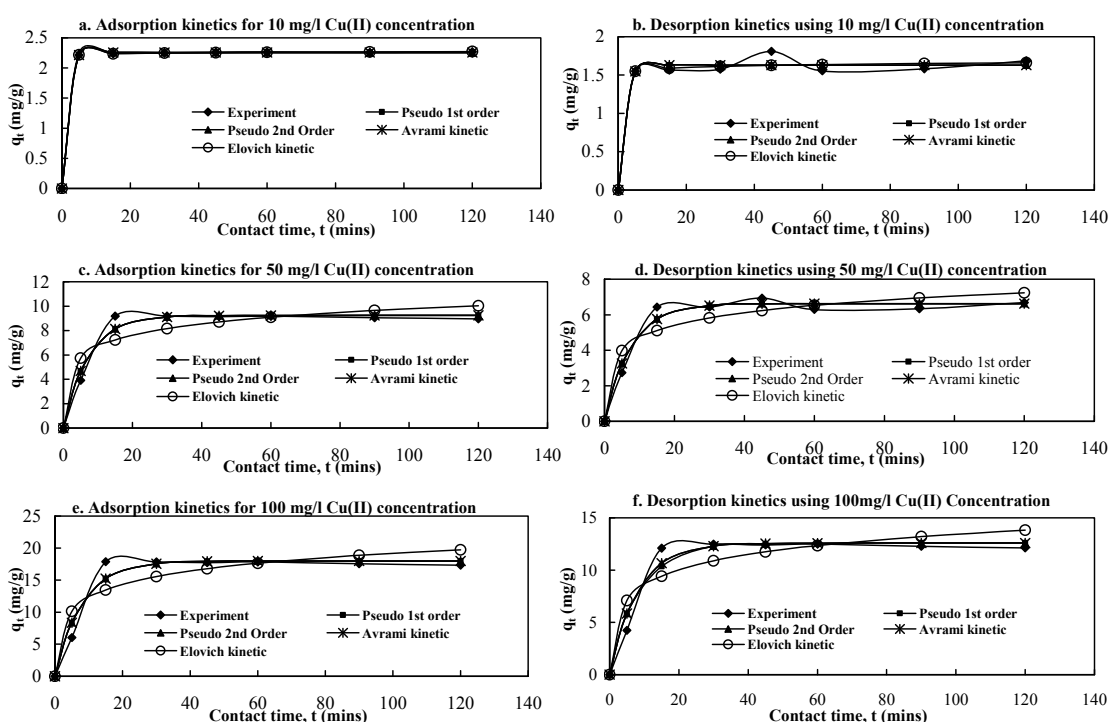 a. Adsorption kinetics for 10 mg/l Cu(II) concentration
2.5
2
1.5
1
0.5
0
qt (mg/g)
Experiment
Pseudo 1st order
Pseudo 2nd Order
Avrami kinetic
Elovich kinetic
0 20 40 60 80 100 120 140
Contact time, t (mins)
b. Desorption kinetics using 10 mg/l Cu(II) concentration
2
1.5
1
0.5
0
qt (mg/g)
Experiment
Pseudo 1st order
Pseudo 2nd Order
Avrami kinetic
Elovich kinetic
0 20 40 60 80 100 120 140
Contact time, t (mins)
c. Adsorption kinetics for 50 mg/l Cu(II) concentration
12
10
8
6
4
2
0
qt (mg/g)
Experiment
Pseudo 1st order
Pseudo 2nd Order
Avrami kinetic
Elovich kinetic
0 20 40 60 80 100 120 140
Contact time, t (mins)
d. Desorption kinetics using 50 mg/l Cu(II) concentration
8
6
4
2
0
qt (mg/g)
Experiment
Pseudo 1st order
Pseudo 2nd Order
Avrami kinetic
Elovich kinetic
0 20 40 60 80 100 120 140
Contact time, t (mins)
e. Adsorption kinetics for 100 mg/l Cu(II) concentration
25
20
15
10
5
0
qt (mg/g)
Experiment
Pseudo 1st order
Pseudo 2nd Order
Avrami kinetic
Elovich kinetic
0 20 40 60 80 100 120 140
Contact time, t (mins)
f. Desorption kinetics using 100mg/l Cu(II) Concentration
15
10
5
0
qt (mg/g)
Experiment
Pseudo 1st order
Pseudo 2nd Order
Avrami kinetic
Elovich kinetic
0 20 40 60 80 100 120 140
Contact time, t (mins)